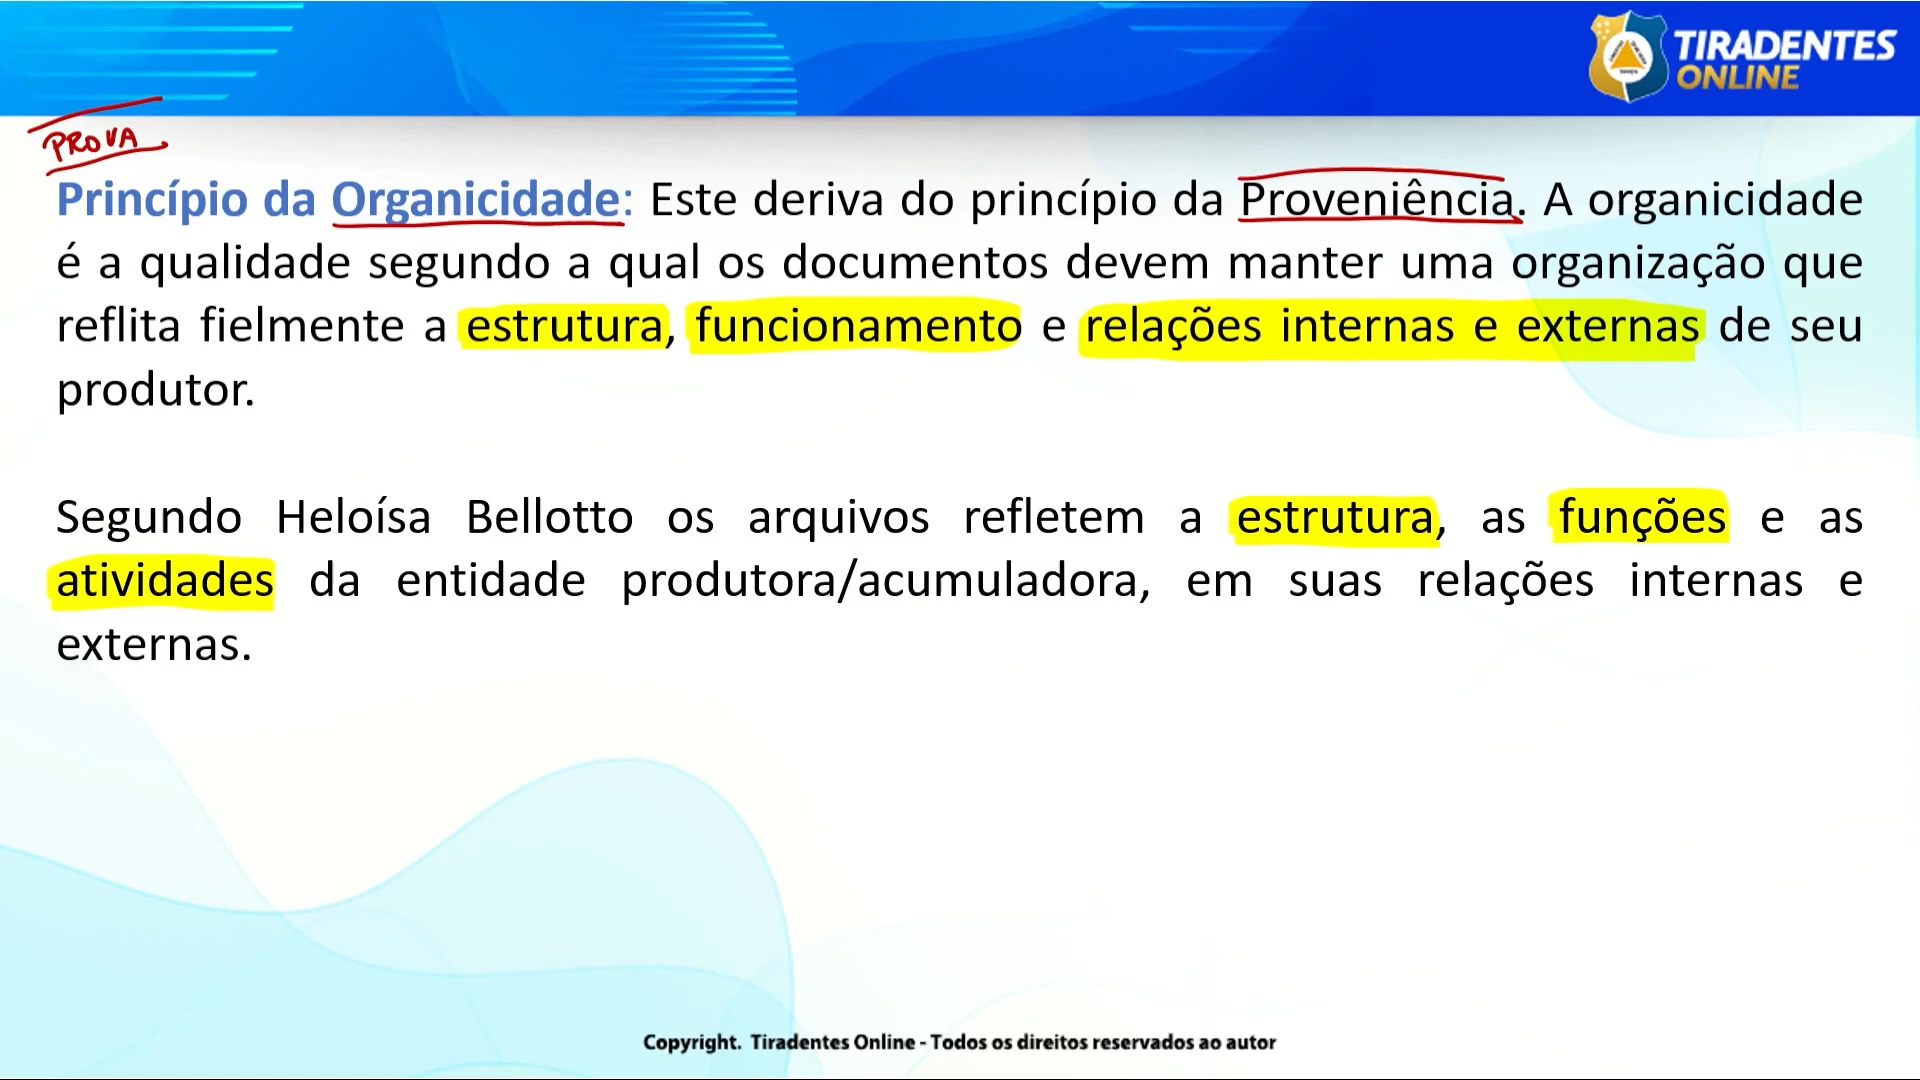 TIRADENTES
ONLINE
PROVA
Princípio da Organicidade: Este deriva do princípio da Proveniência. A organicidade
é a qualidade segundo a qual os documentos devem manter uma organização que
reflita fielmente a estrutura, funcionamento e relações internas e externas de seu
produtor.
Segundo Heloísa Bellotto os arquivos refletem a estrutura, as funções e as
atividades da entidade produtora/acumuladora, em suas relações internas e
externas.
Copyright. Tiradentes Online - Todos os direitos reservados ao autor